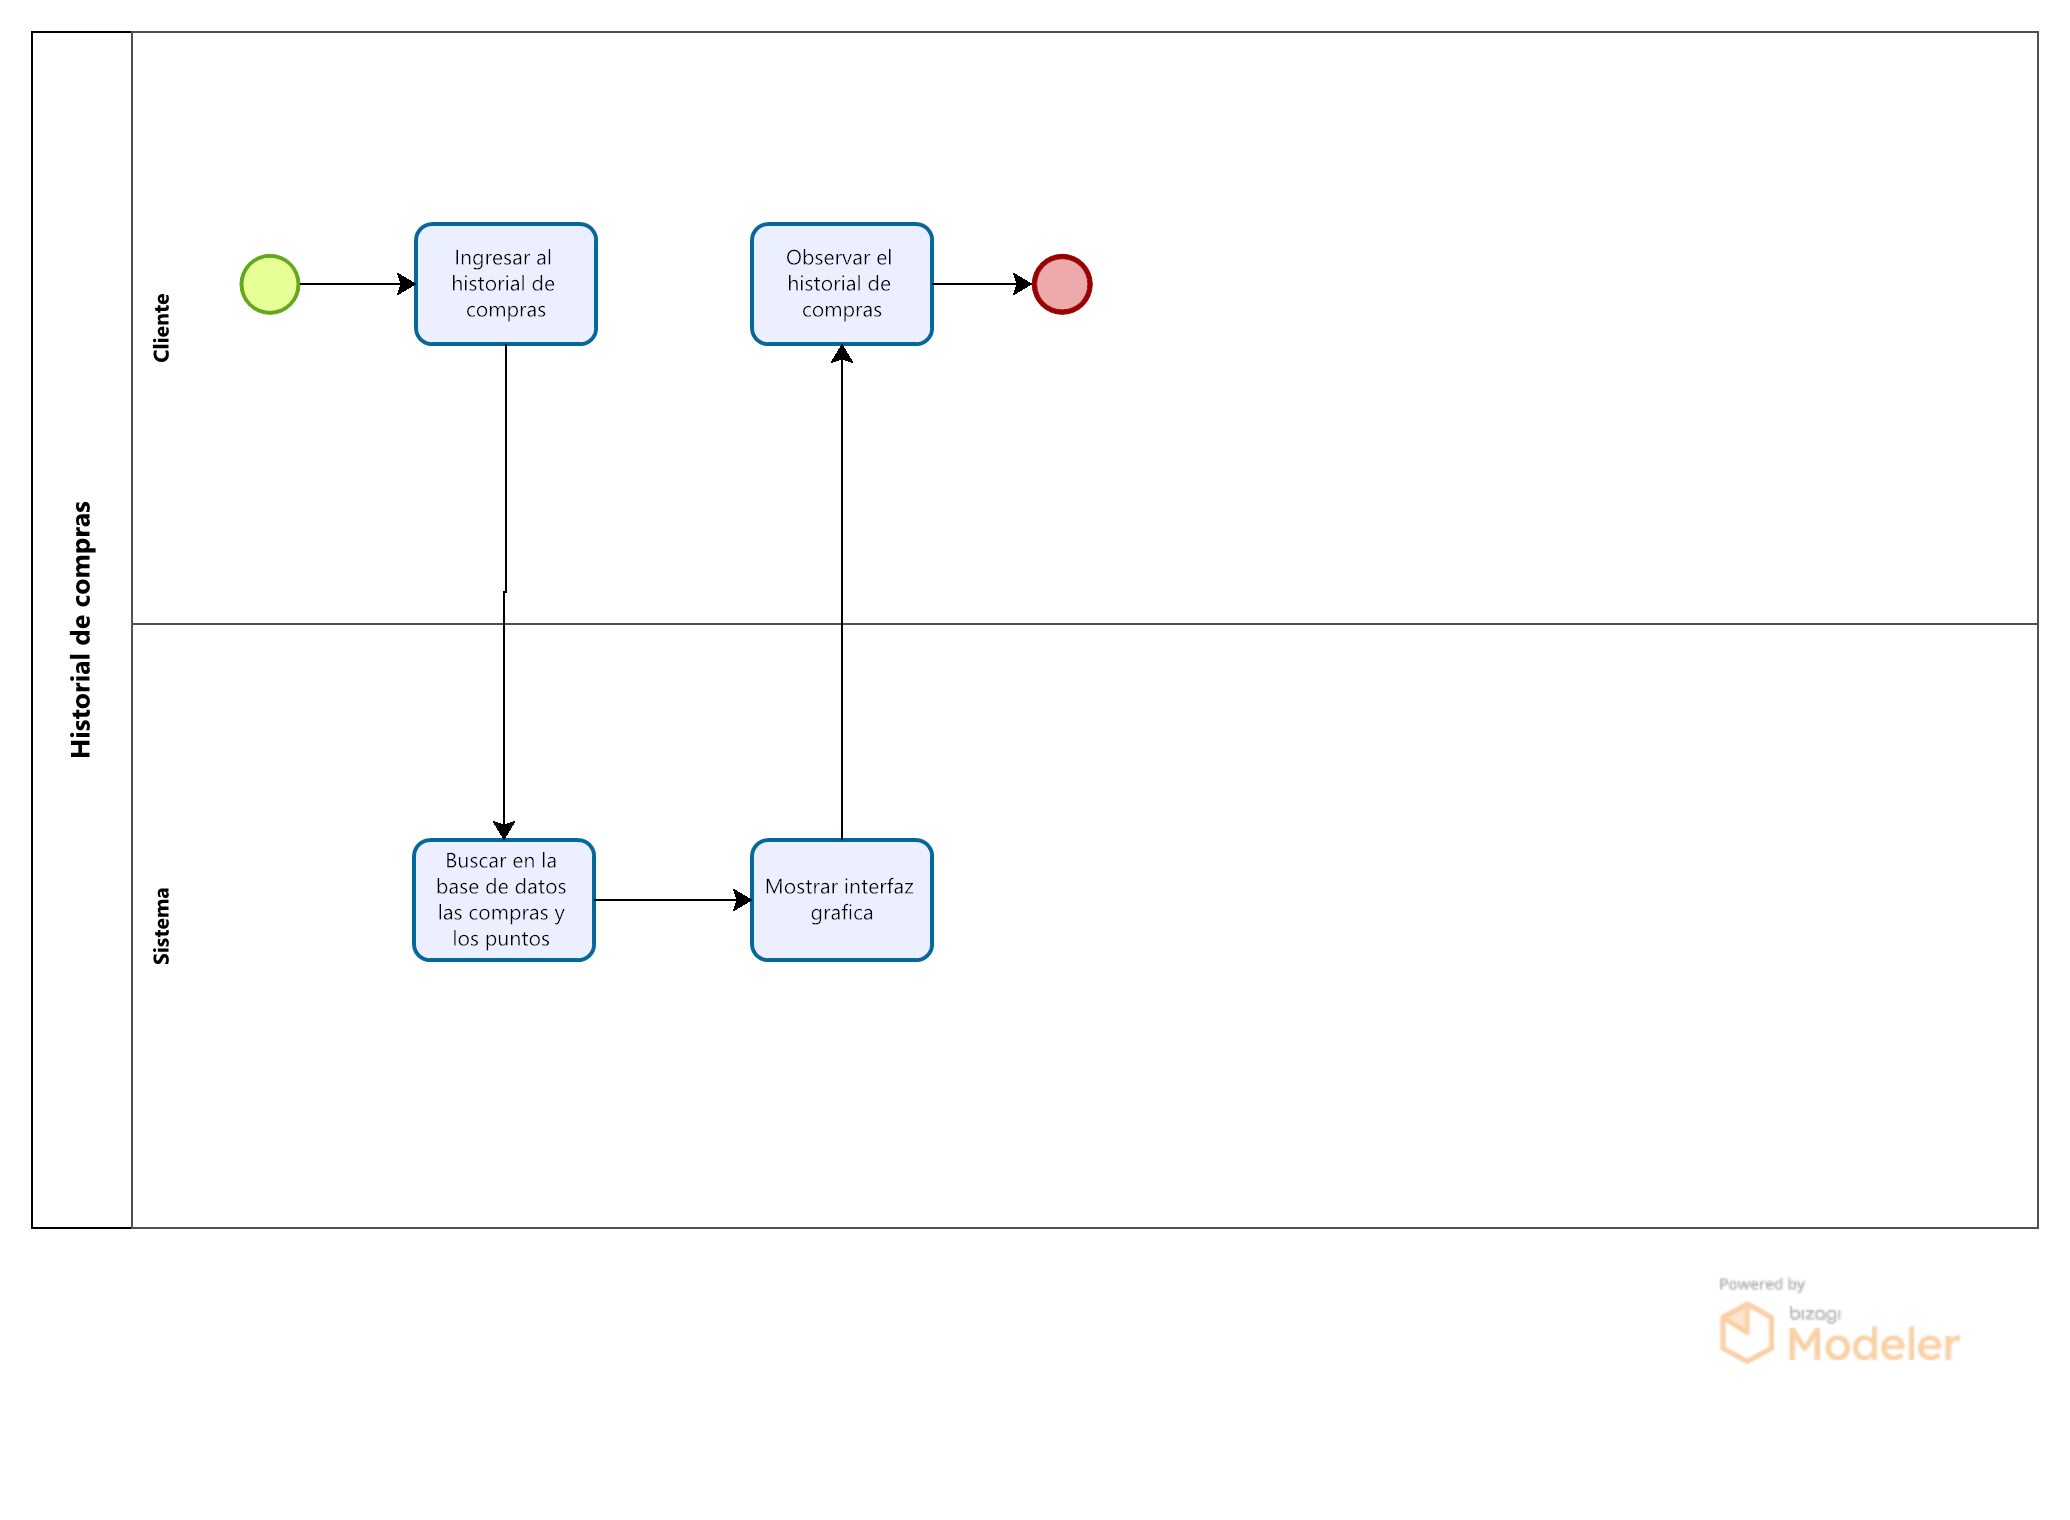 Historial de compras
Cliente
Ingresar al
historial de
compras
Observar el
historial de
compras
Sistema
Buscar en la
base de datos
las compras y
los puntos
Mostrar interfaz
grafica
Powered by
bizagi
Modeler